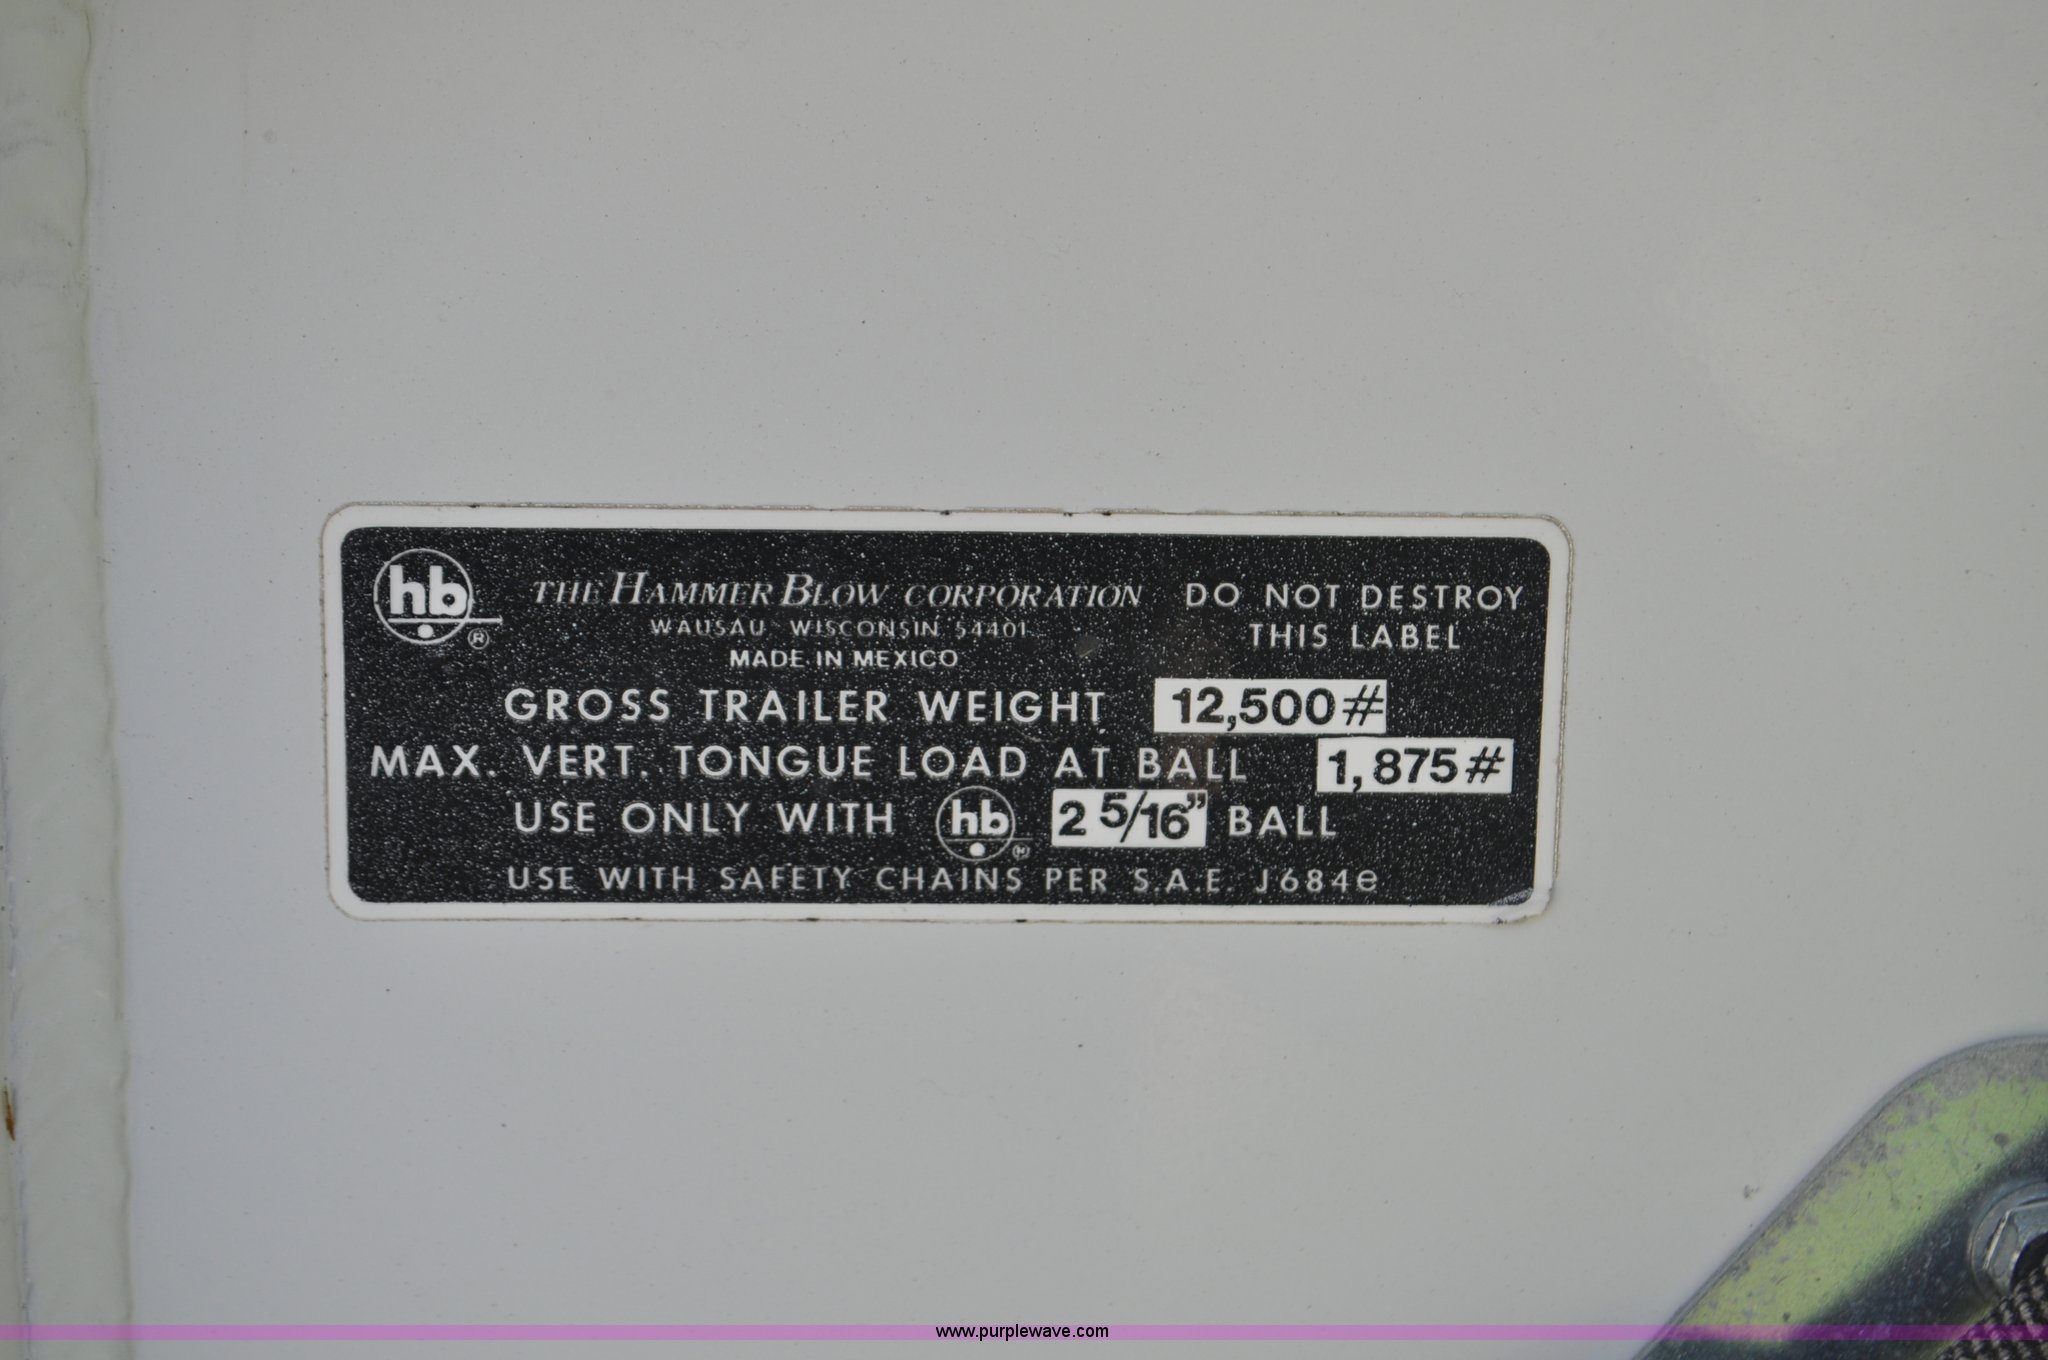 hb ® THE HAMMER BLOW CORPORATION
WAUSAU WISCONSIN 54401
MADE IN MEXICO
DO NOT DESTROY
THIS LABEL
GROSS TRAILER WEIGHT 12,500#
MAX. VERT. TONGUE LOAD AT BALL 1,875#
USE ONLY WITH hb ® 2 5/16" BALL
USE WITH SAFETY CHAINS PER S.A.E. J684e
www.purplewave.com